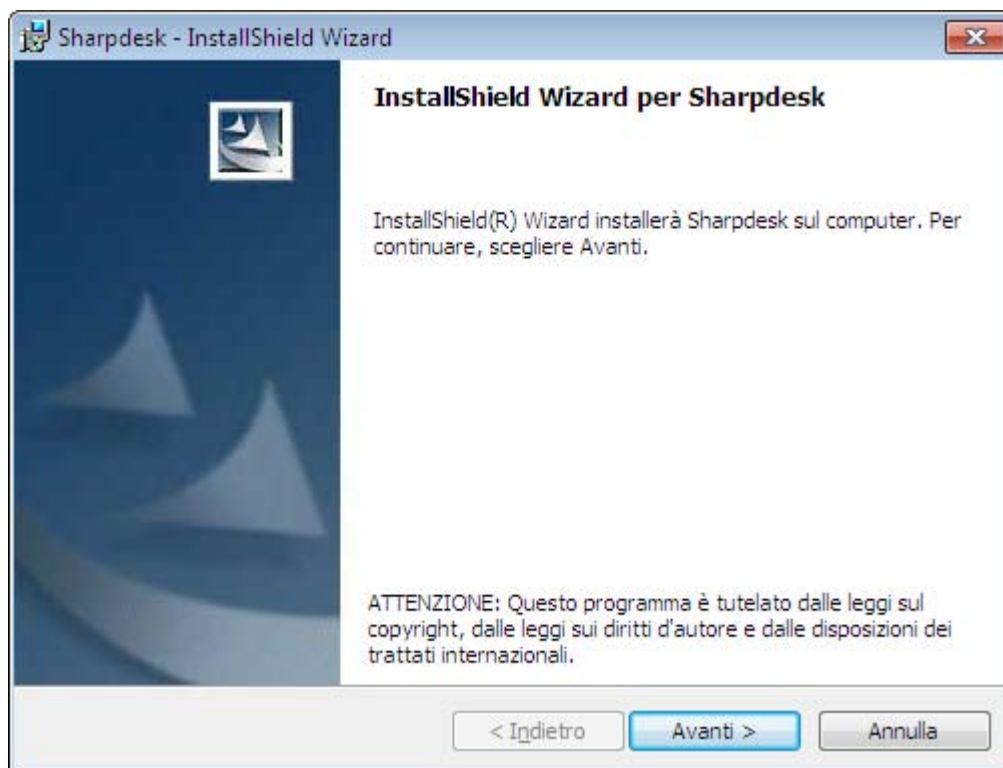 Sharpdesk - InstallShield Wizard
InstallShield Wizard per Sharpdesk
InstallShield(R) Wizard installerà Sharpdesk sul computer. Per
continuare, scegliere Avanti.
ATTENZIONE: Questo programma è tutelato dalle leggi sul
copyright, dalle leggi sui diritti d'autore e dalle disposizioni dei
trattati internazionali.
< Indietro
Avanti >
Annulla